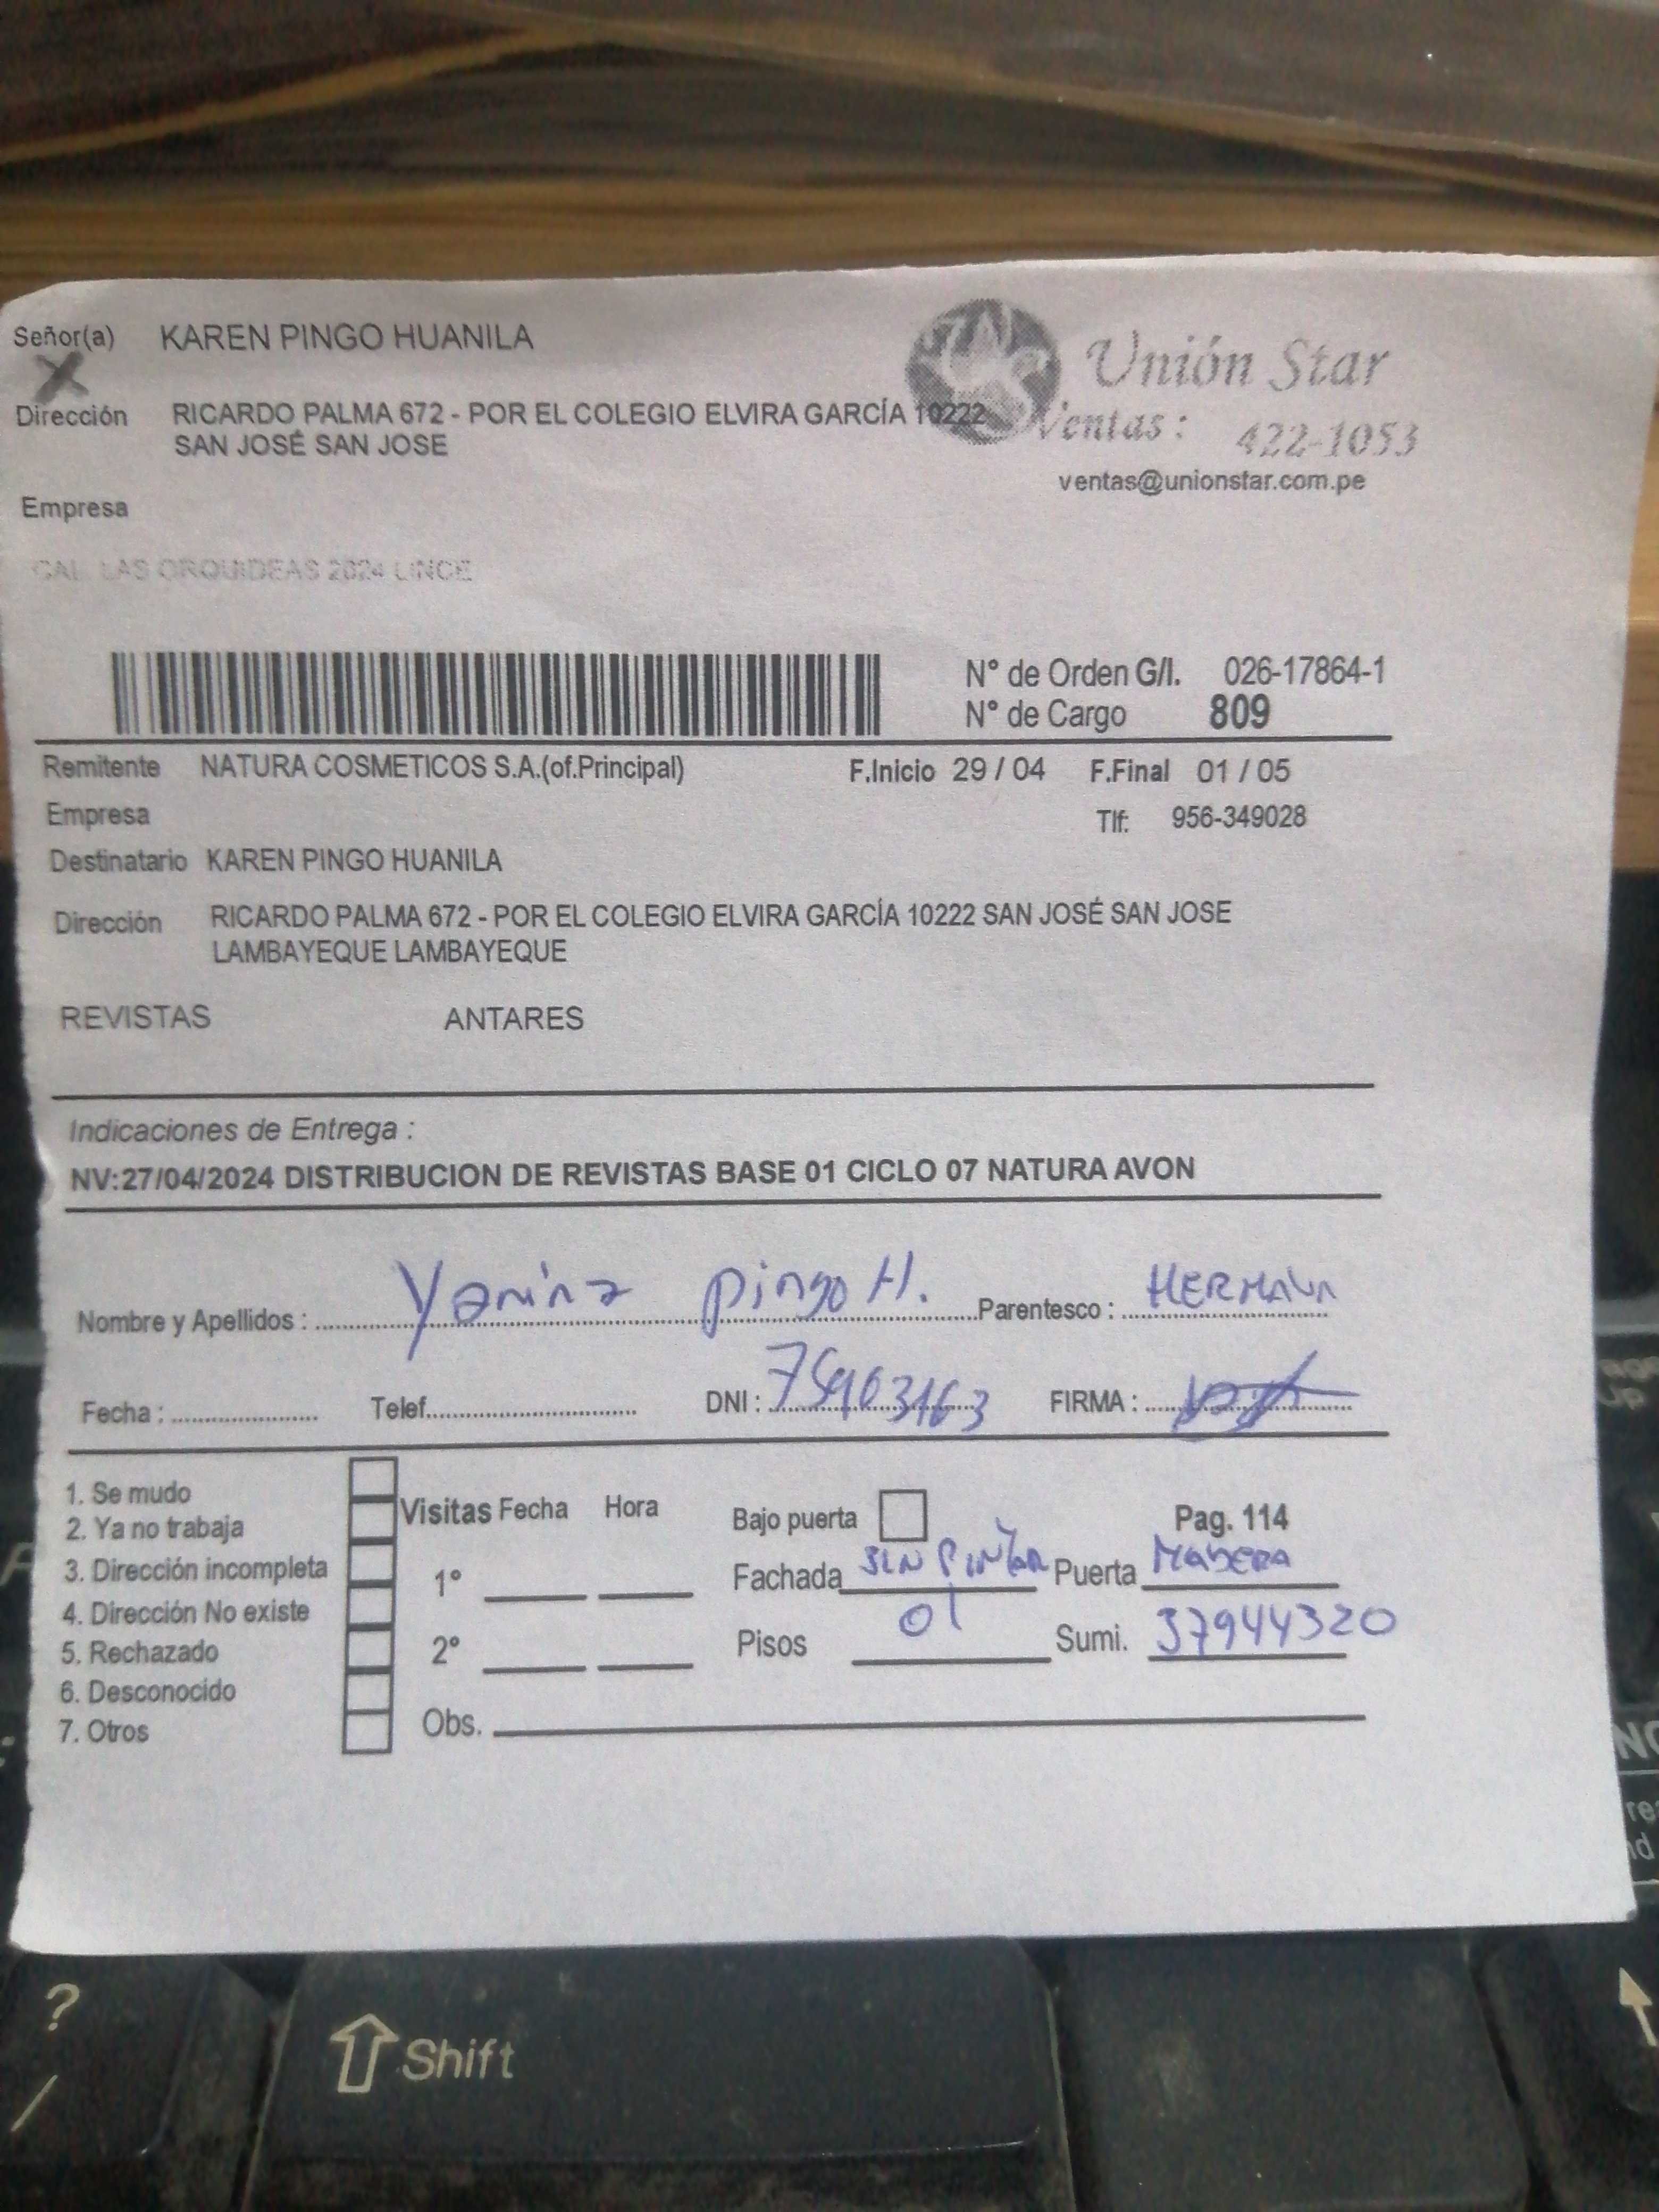 Señor(a) KAREN PINGO HUANILA
X
Unión Star
Dirección RICARDO PALMA 672 - POR EL COLEGIO ELVIRA GARCÍA 10222
SAN JOSÉ SAN JOSE
Ventas : 422-1053
ventas@unionstar.com.pe
Empresa
CAL. LAS ORQUIDEAS 2024 LINCE
N° de Orden G/I. 026-17864-1
N° de Cargo 809
Remitente NATURA COSMETICOS S.A.(of.Principal) F.Inicio 29 / 04 F.Final 01 / 05
Empresa Tlf: 956-349028
Destinatario KAREN PINGO HUANILA
Dirección RICARDO PALMA 672 - POR EL COLEGIO ELVIRA GARCÍA 10222 SAN JOSÉ SAN JOSE
LAMBAYEQUE LAMBAYEQUE
REVISTAS ANTARES
Indicaciones de Entrega :
NV:27/04/2024 DISTRIBUCION DE REVISTAS BASE 01 CICLO 07 NATURA AVON
Nombre y Apellidos : Yanina Pingo H. Parentesco : HERMANA
Fecha : Telef. DNI : FIRMA :
1. Se mudo
2. Ya no trabaja
3. Dirección incompleta
4. Dirección No existe
5. Rechazado
6. Desconocido
7. Otros
Visitas Fecha Hora
1°
2°
Obs.
Bajo puerta Pag. 114
Fachada SIN PINTAR Puerta MADERA
Pisos 01 Sumi. 37944320
?
/
Shift